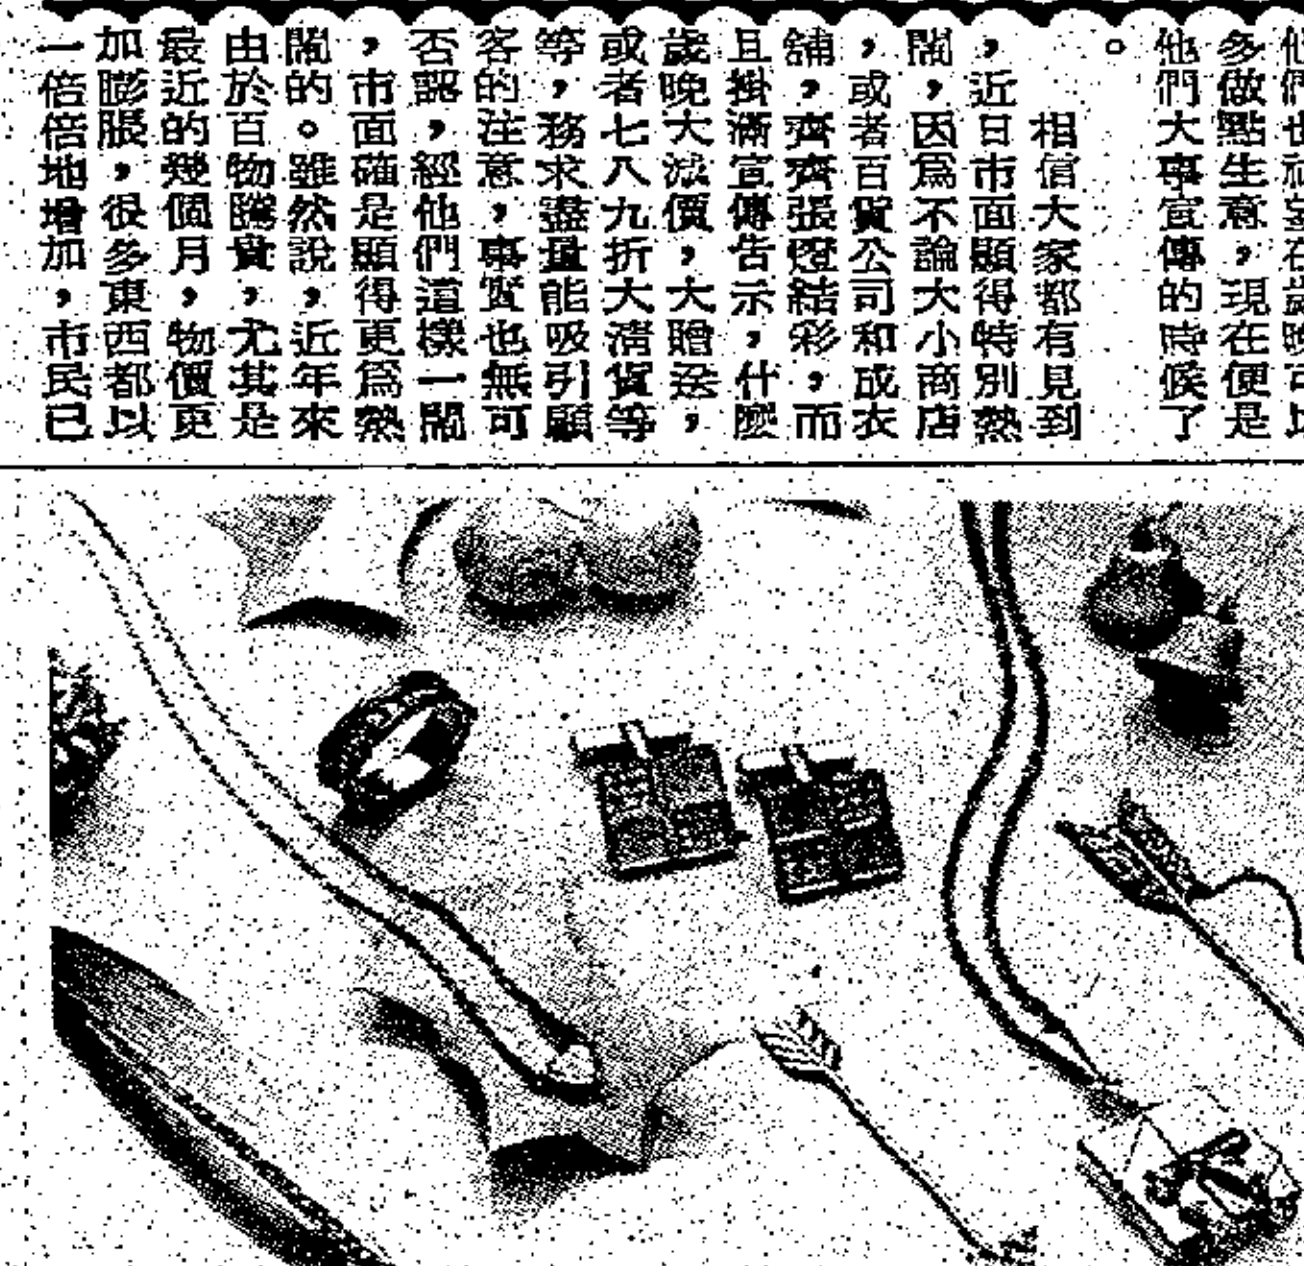 多做點生意，現在便是
他們大事宣傳的時候了
。
相信大家都有見到
，近日市面顯得特別熱
鬧，因爲不論大小商店
，或者百貨公司和成衣
舖，齊齊張燈結彩，而
且掛滿宣傳告示，什麼
歲晚大減價，大贈送，
或者七八九折大清貨等
等，務求盡量能吸引顧
客的注意，事實也無可
否認，經他們這樣一鬧
，市面確是顯得更爲熱
鬧的。雖然說，近年來
由於百物騰貴，尤其是
最近的幾個月，物價更
加膨脹，很多東西都以
一倍倍地增加，市民已